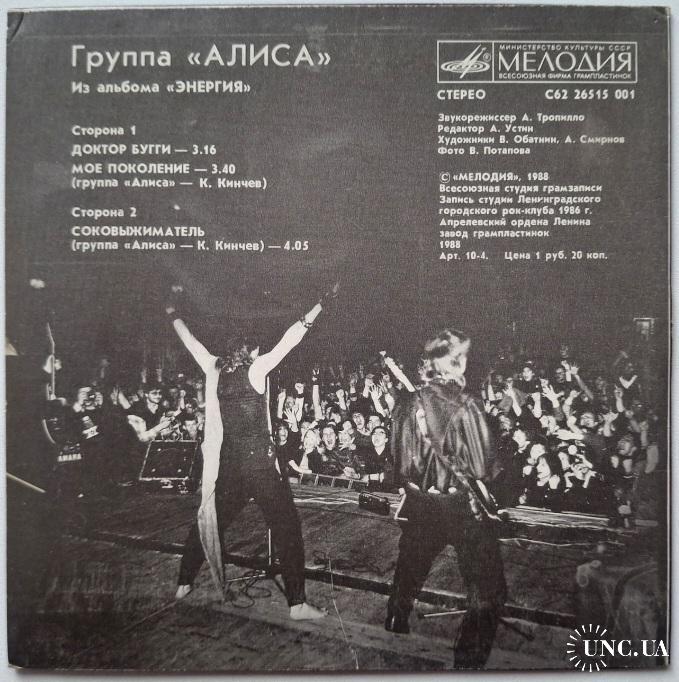 Группа «АЛИСА»
Из альбома «ЭНЕРГИЯ»
Сторона 1
ДОКТОР БУГГИ — 3.16
МОЕ ПОКОЛЕНИЕ — 3.40
(группа «Алиса» — К. Кинчев)
Сторона 2
СОКОВЫЖИМАТЕЛЬ
(группа «Алиса» — К. Кинчев) — 4.05
МИНИСТЕРСТВО КУЛЬТУРЫ СССР
МЕЛОДИЯ
ВСЕСОЮЗНАЯ ФИРМА ГРАМПЛАСТИНОК
СТЕРЕО С62 26515 001
Звукорежиссер А. Тропилло
Редактор А. Устин
Художники В. Обатнин, А. Смирнов
Фото В. Потапова
© «МЕЛОДИЯ», 1988
Всесоюзная студия грамзаписи
Запись студии Ленинградского
городского рок-клуба 1986 г.
Апрелевский ордена Ленина
завод грампластинок
1988
Арт. 10-4. Цена 1 руб. 20 коп.
YAMAHA
UNC.UA